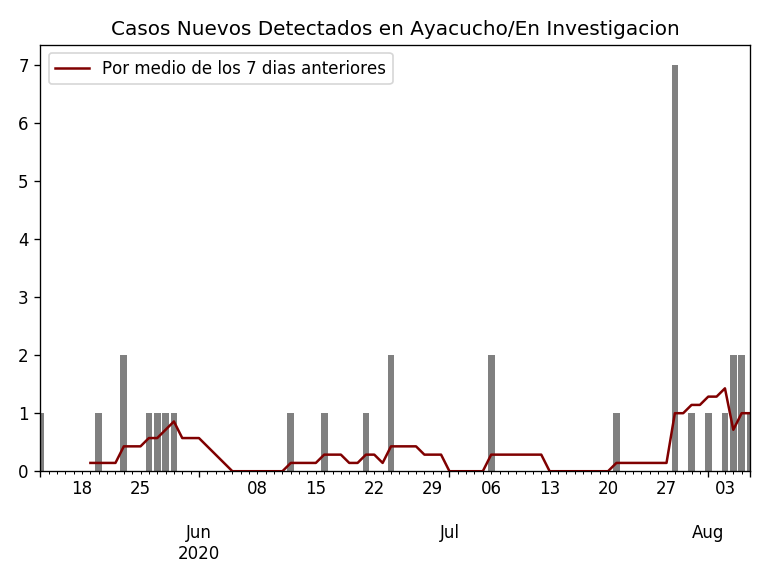 Casos Nuevos Detectados en Ayacucho/En Investigacion
Por medio de los 7 dias anteriores
7
6
5
4
3
2
1
0
18 25 08 15 22 29 06 13 20 27 03
Jun Jul Aug
2020